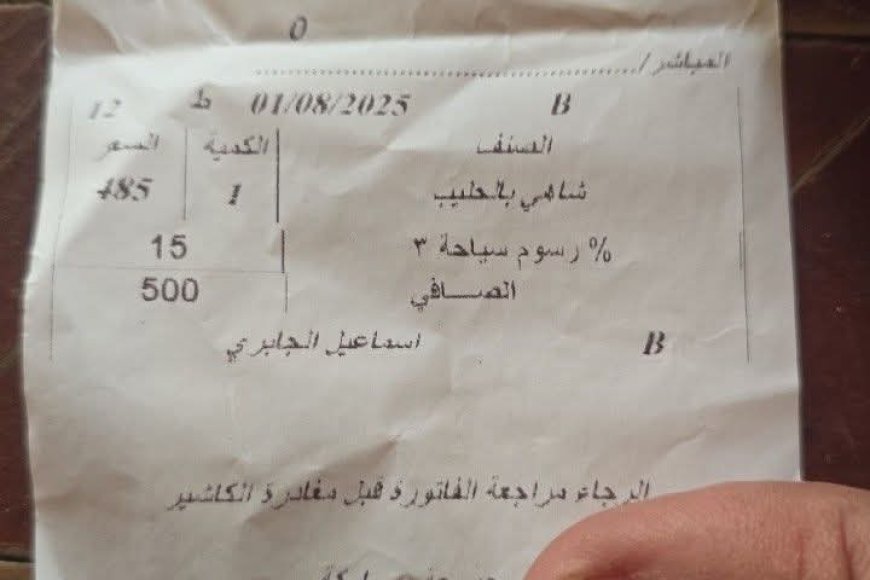 0
المباشر/......................................................
B 01/08/2025 ط 12
الصنف الكمية السعر
شاهي بالحليب 1 485
% رسوم سياحة ٣ 15
الصـــافي 500
B اسماعيل الجابري
الرجاء مراجعة الفاتورة قبل مغادرة الكاشير